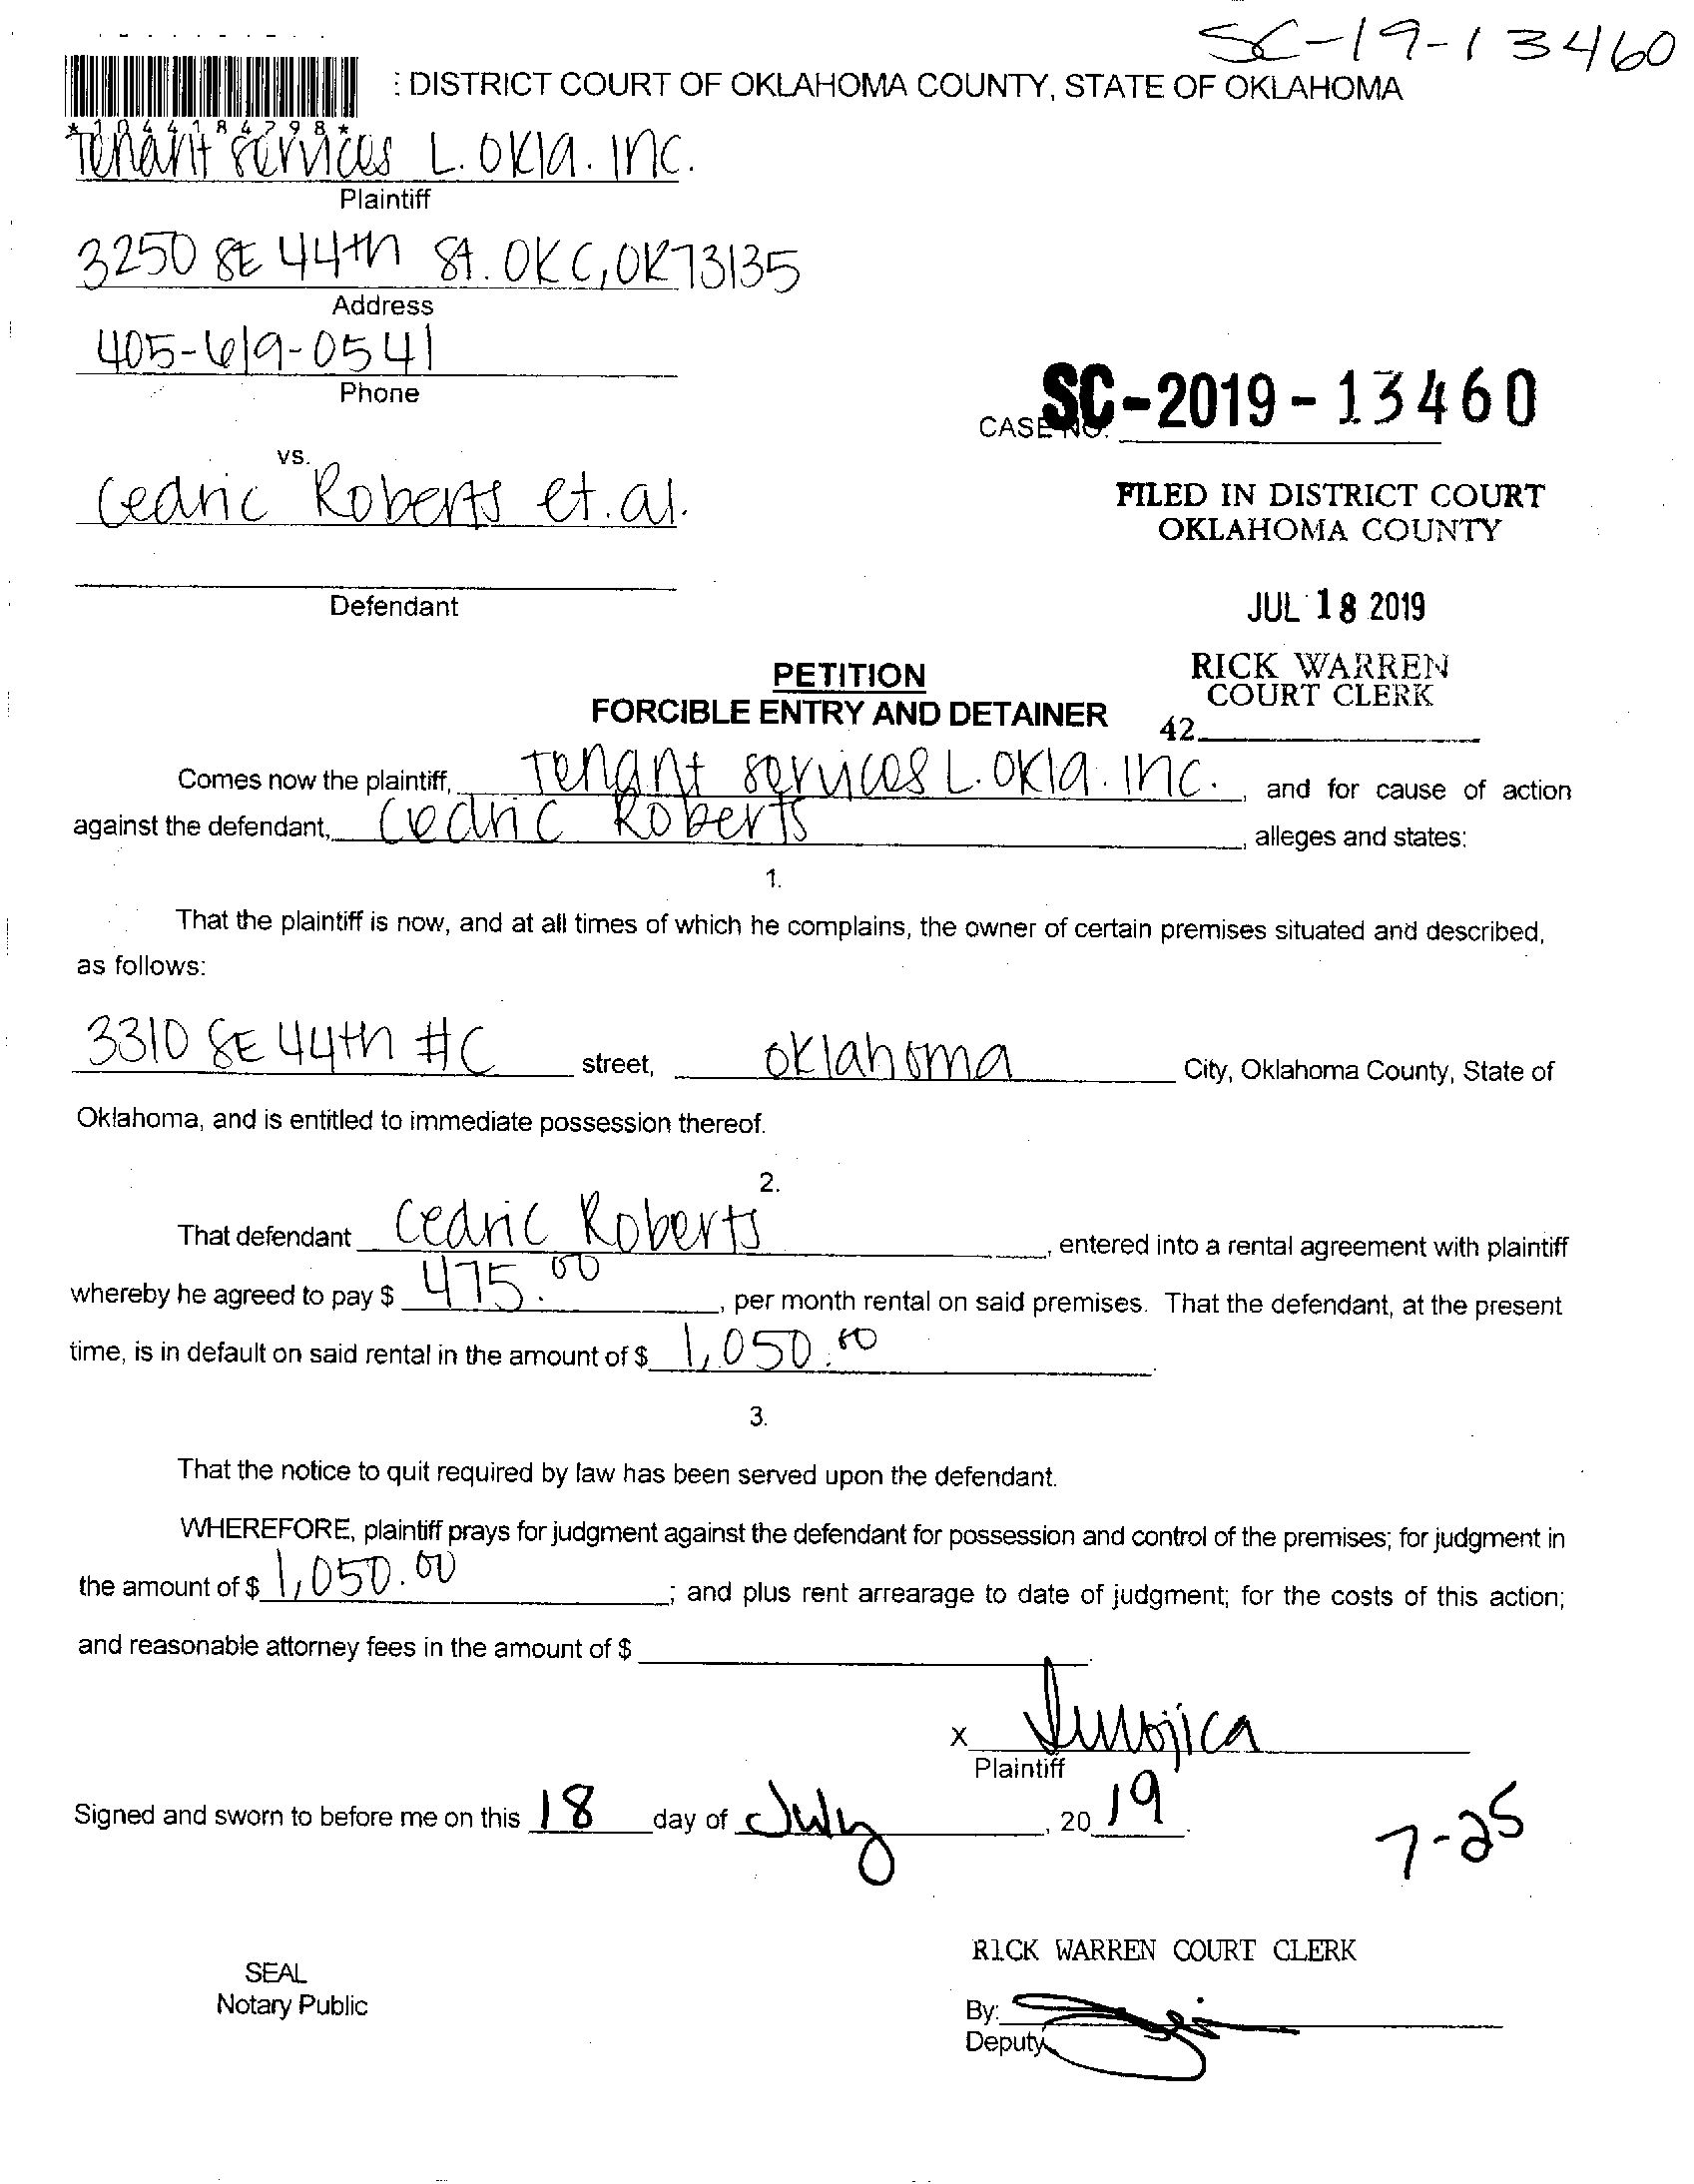 SC-19-13460
: DISTRICT COURT OF OKLAHOMA COUNTY, STATE OF OKLAHOMA
Tenant services L. Okla. Inc.
Plaintiff
3250 SE 44th St. OKC, OK 73135
Address
405-619-0541
Phone
CASE NO. SC-2019-13460
vs.
Cedric Roberts et. al.
FILED IN DISTRICT COURT
OKLAHOMA COUNTY
Defendant
JUL 18 2019
RICK WARREN
COURT CLERK
42
PETITION
FORCIBLE ENTRY AND DETAINER
Comes now the plaintiff, Tenant services L. Okla. Inc., and for cause of action
against the defendant, Cedric Roberts, alleges and states:
1.
That the plaintiff is now, and at all times of which he complains, the owner of certain premises situated and described,
as follows:
3310 SE 44th #C street, Oklahoma City, Oklahoma County, State of
Oklahoma, and is entitled to immediate possession thereof.
2.
That defendant Cedric Roberts, entered into a rental agreement with plaintiff
whereby he agreed to pay $ 475.00, per month rental on said premises. That the defendant, at the present
time, is in default on said rental in the amount of $ 1,050.00.
3.
That the notice to quit required by law has been served upon the defendant.
WHEREFORE, plaintiff prays for judgment against the defendant for possession and control of the premises; for judgment in
the amount of $ 1,050.00; and plus rent arrearage to date of judgment; for the costs of this action;
and reasonable attorney fees in the amount of $
X
Plaintiff
Signed and sworn to before me on this 18 day of July, 2019.
7-25
RICK WARREN COURT CLERK
SEAL
Notary Public
By:
Deputy